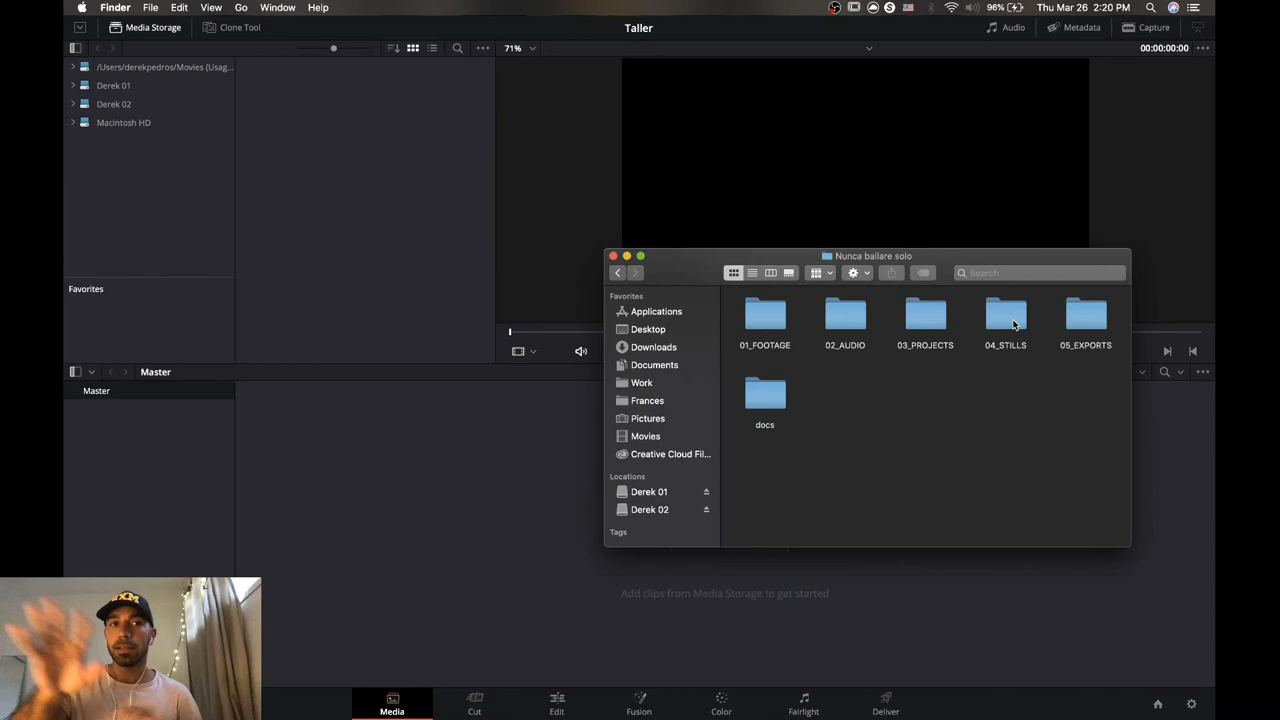 Finder File Edit View Go Window Help
96% Thu Mar 26 2:20 PM
Media Storage Clone Tool Taller Audio Metadata Capture
71% 00:00:00:00
/Users/derekpedros/Movies (Usag...
Derek 01
Derek 02
Macintosh HD
Favorites
Nunca bailare solo
Search
Favorites
Applications
Desktop
Downloads
Documents
Work
Frances
Pictures
Movies
Creative Cloud Fil...
Locations
Derek 01
Derek 02
Tags
01_FOOTAGE 02_AUDIO 03_PROJECTS 04_STILLS 05_EXPORTS
docs
Master
Master
Add clips from Media Storage to get started
Media Cut Edit Fusion Color Fairlight Deliver